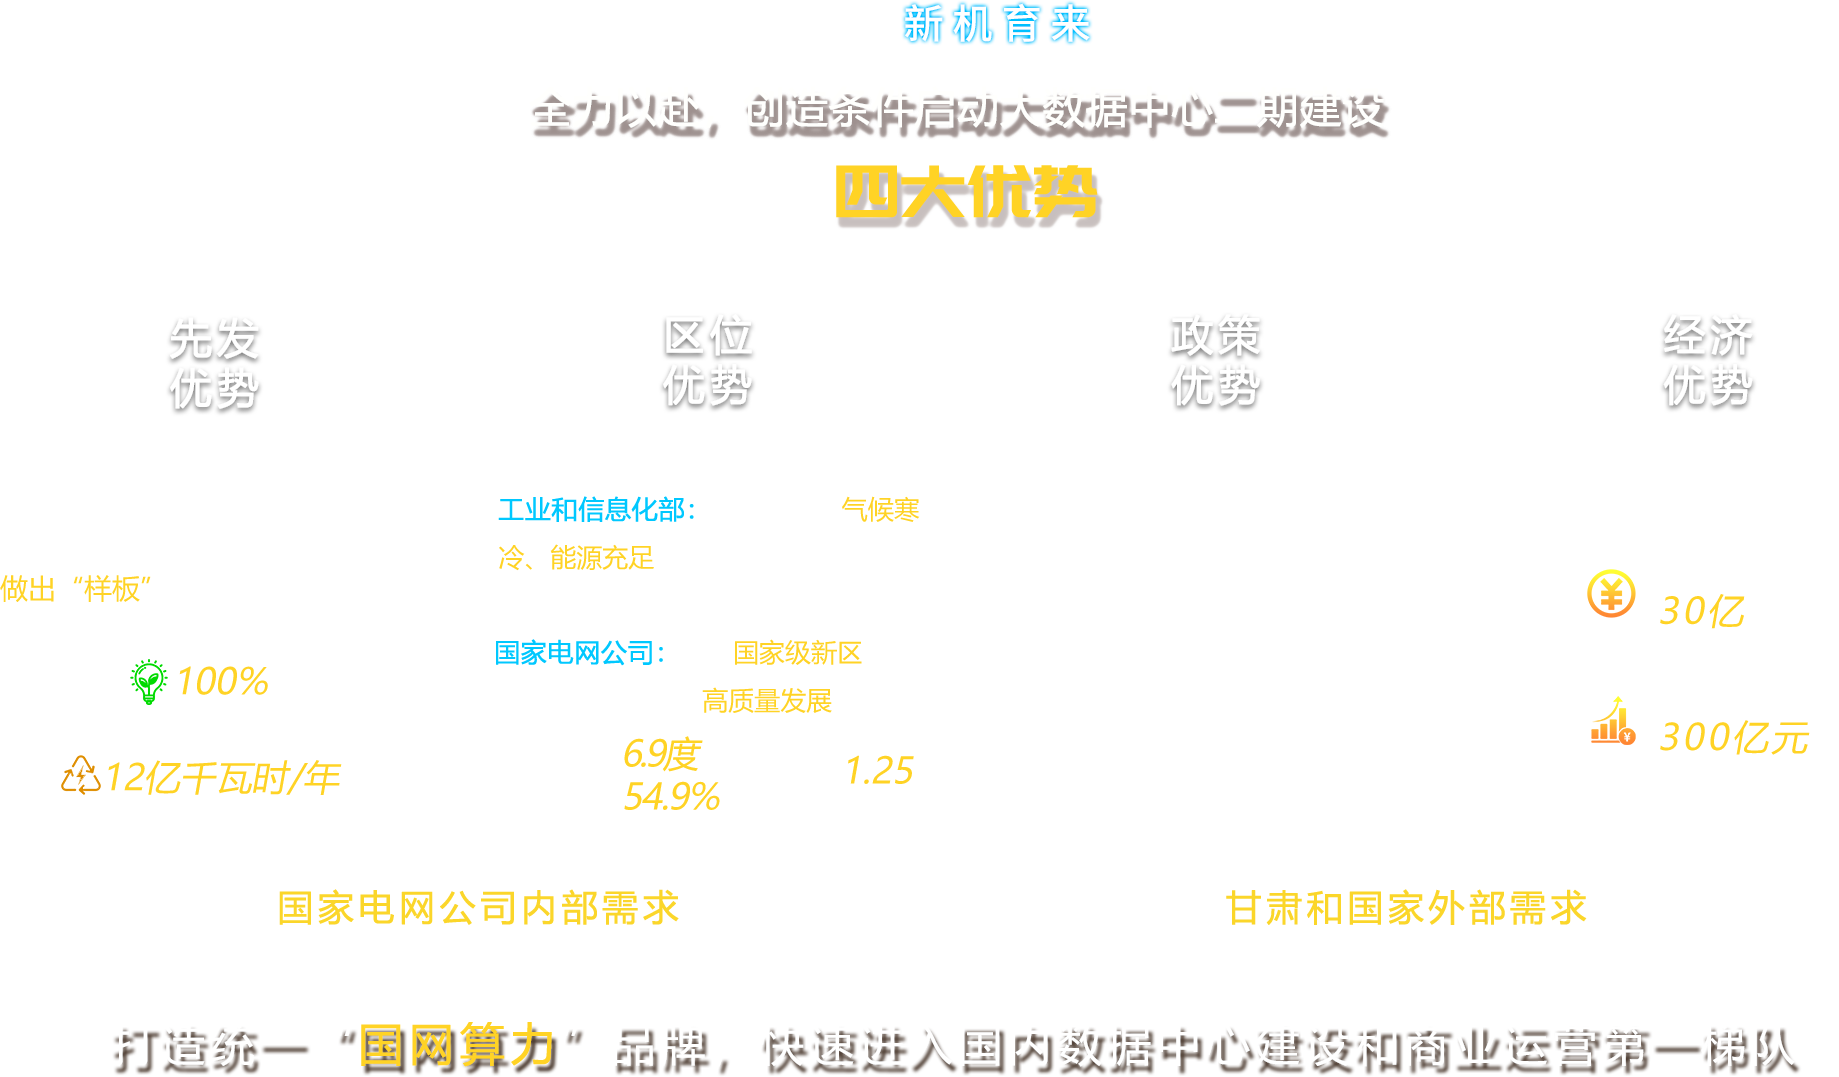 新机育来
全力以赴，创造条件启动大数据中心二期建设
四大优势
先发
优势
区位
优势
政策
优势
经济
优势
工业和信息化部：
气候寒
冷、能源充足
做出“样板”
30亿
国家电网公司：
国家级新区
100%
高质量发展
300亿元
6.9度
1.25
12亿千瓦时/年
54.9%
国家电网公司内部需求
甘肃和国家外部需求
打造统一“国网算力”品牌，快速进入国内数据中心建设和商业运营第一梯队